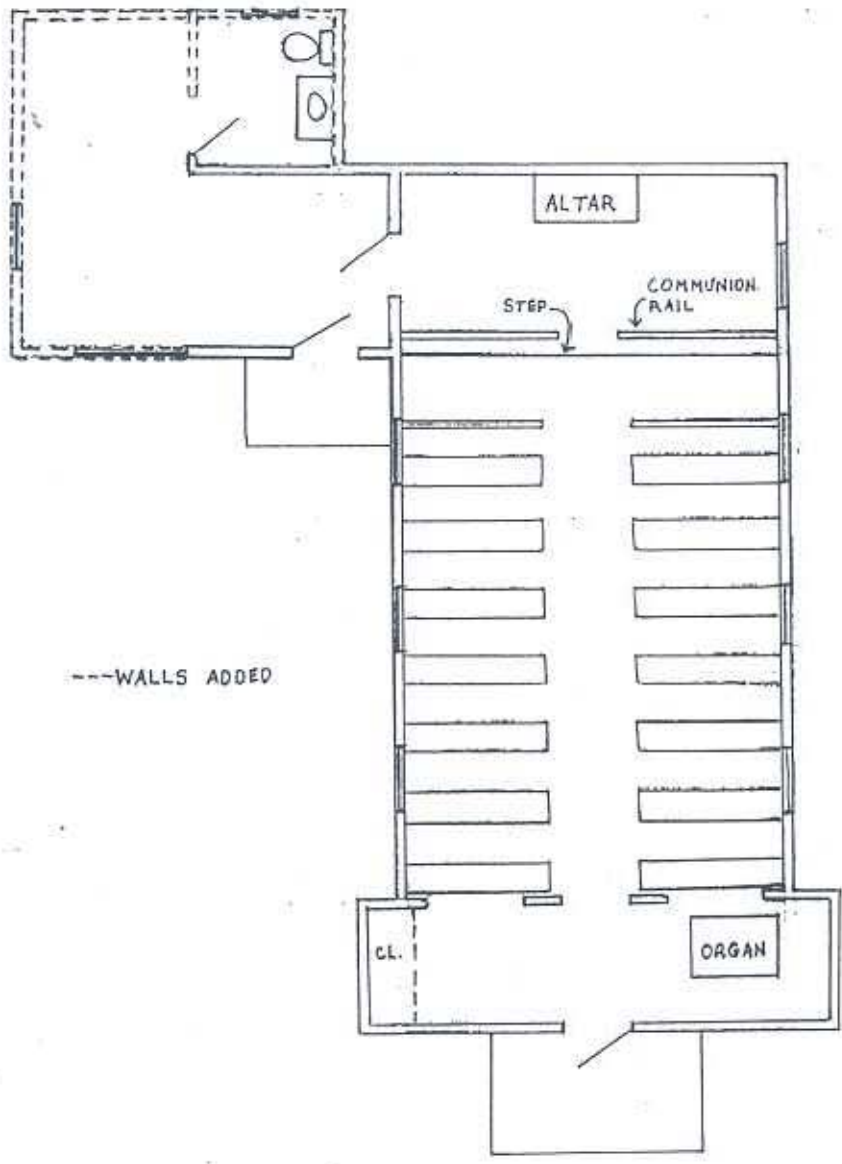 ALTAR
COMMUNION
RAIL
STEP
---WALLS ADDED
CL.
ORGAN